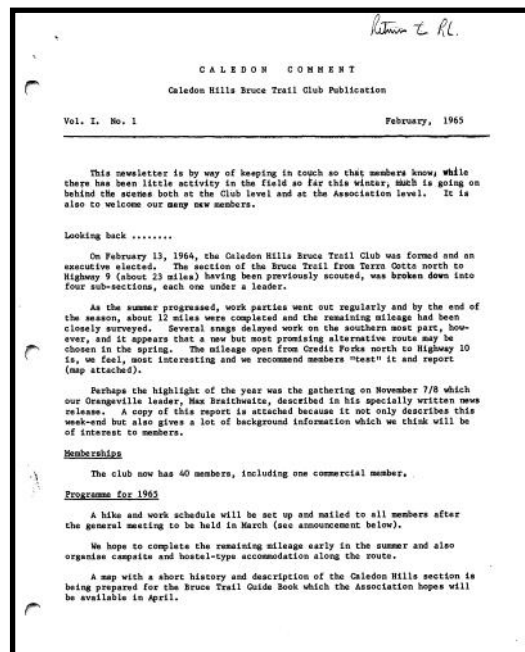 Return to R.L.
CALEDON COMMENT
Caledon Hills Bruce Trail Club Publication
Vol. I. No. 1 February, 1965
This newsletter is by way of keeping in touch so that members know, while
there has been little activity in the field so far this winter, much is going on
behind the scenes both at the Club level and at the Association level. It is
also to welcome our many new members.
Looking back ........
On February 13, 1964, the Caledon Hills Bruce Trail Club was formed and an
executive elected. The section of the Bruce Trail from Terra Cotta north to
Highway 9 (about 23 miles) having been previously scouted, was broken down into
four sub-sections, each one under a leader.
As the summer progressed, work parties went out regularly and by the end of
the season, about 12 miles were completed and the remaining mileage had been
closely surveyed. Several snags delayed work on the southern most part, how-
ever, and it appears that a new but most promising alternative route may be
chosen in the spring. The mileage open from Credit Forks north to Highway 10
is, we feel, most interesting and we recommend members "test" it and report
(map attached).
Perhaps the highlight of the year was the gathering on November 7/8 which
our Orangeville leader, Max Braithwaite, described in his specially written news
release. A copy of this report is attached because it not only describes this
week-end but also gives a lot of background information which we think will be
of interest to members.
Memberships
The club now has 40 members, including one commercial member.
Programme for 1965
A hike and work schedule will be set up and mailed to all members after
the general meeting to be held in March (see announcement below).
We hope to complete the remaining mileage early in the summer and also
organise campsite and hostel-type accommodation along the route.
A map with a short history and description of the Caledon Hills section is
being prepared for the Bruce Trail Guide Book which the Association hopes will
be available in April.